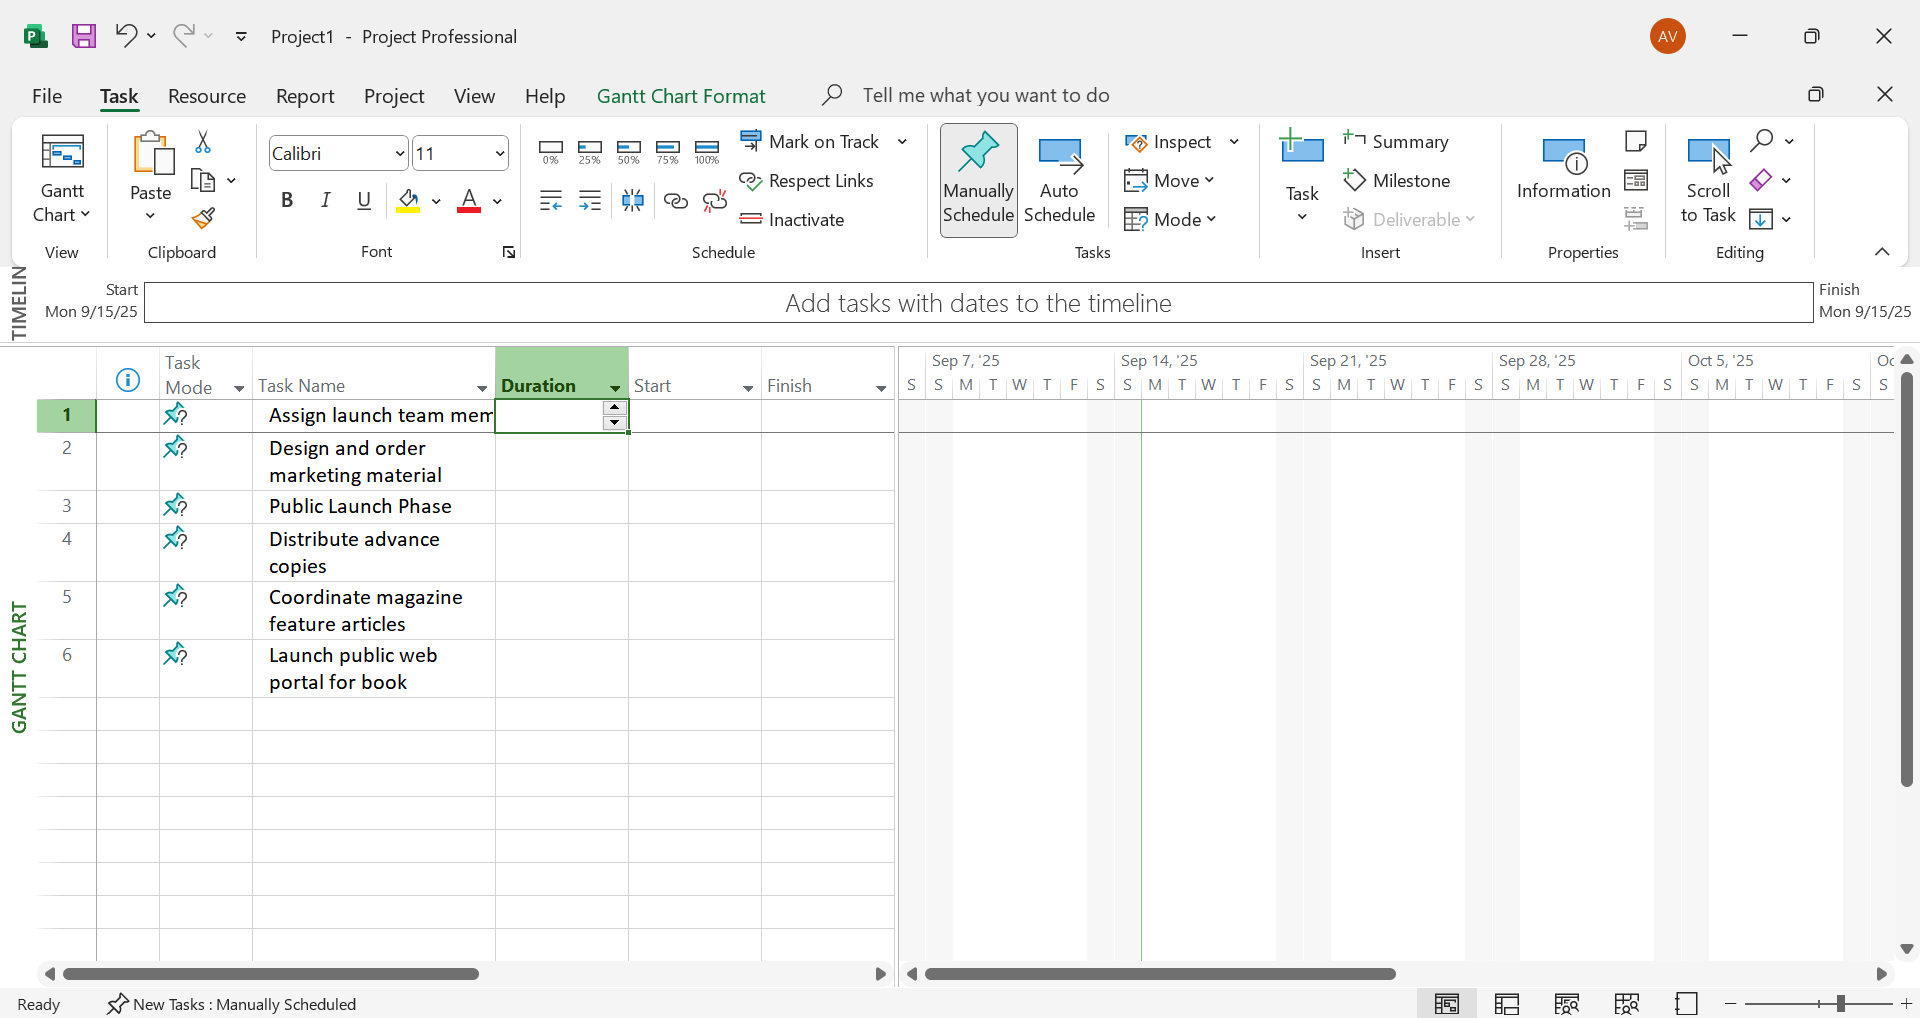 Project1 - Project Professional
AV
File Task Resource Report Project View Help Gantt Chart Format Tell me what you want to do
Gantt
Chart
View
Paste
Clipboard
Calibri 11
B I U A
Font
0% 25% 50% 75% 100%
Mark on Track
Respect Links
Inactivate
Schedule
Manually
Schedule
Auto
Schedule
Inspect
Move
Mode
Tasks
Task
Summary
Milestone
Deliverable
Insert
Information
Properties
Scroll
to Task
Editing
TIMELIN
Start
Mon 9/15/25
Add tasks with dates to the timeline
Finish
Mon 9/15/25
GANTT CHART
Task
Mode Task Name Duration Start Finish
1 Assign launch team mem
2 Design and order
marketing material
3 Public Launch Phase
4 Distribute advance
copies
5 Coordinate magazine
feature articles
6 Launch public web
portal for book
Sep 7, '25 Sep 14, '25 Sep 21, '25 Sep 28, '25 Oct 5, '25 Oc
S S M T W T F S S M T W T F S S M T W T F S S M T W T F S S M T W T F S S
Ready New Tasks : Manually Scheduled